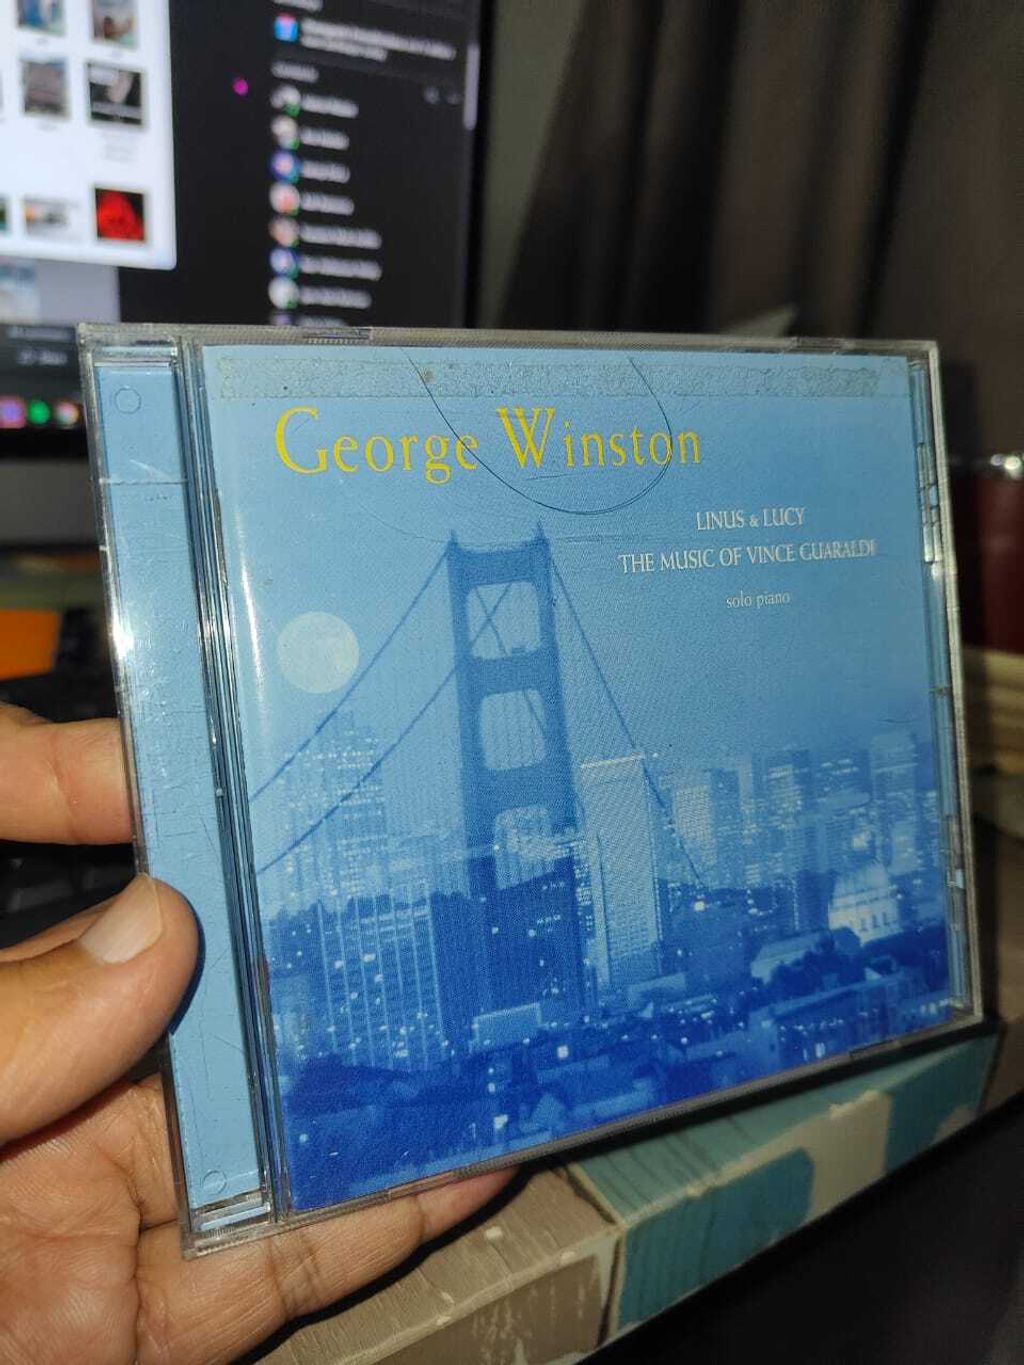 George Winston
LINUS & LUCY
THE MUSIC OF VINCE GUARALDI
solo piano